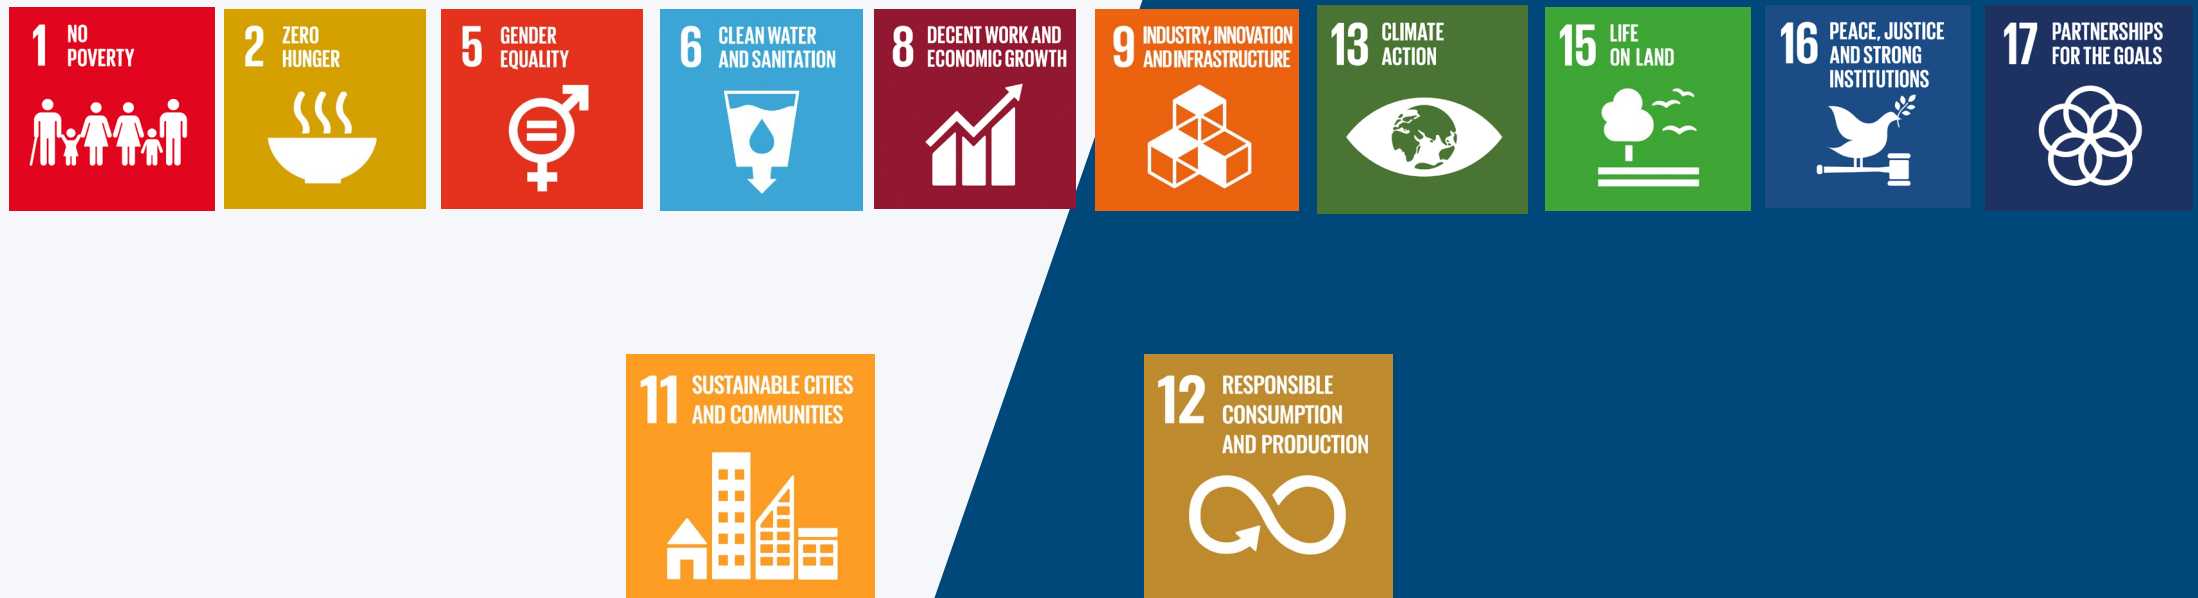 1 NO
POVERTY
2 ZERO
HUNGER
5 GENDER
EQUALITY
6 CLEAN WATER
AND SANITATION
8 DECENT WORK AND
ECONOMIC GROWTH
9 INDUSTRY, INNOVATION
AND INFRASTRUCTURE
13 CLIMATE
ACTION
15 LIFE
ON LAND
16 PEACE, JUSTICE
AND STRONG
INSTITUTIONS
17 PARTNERSHIPS
FOR THE GOALS
11 SUSTAINABLE CITIES
AND COMMUNITIES
12 RESPONSIBLE
CONSUMPTION
AND PRODUCTION